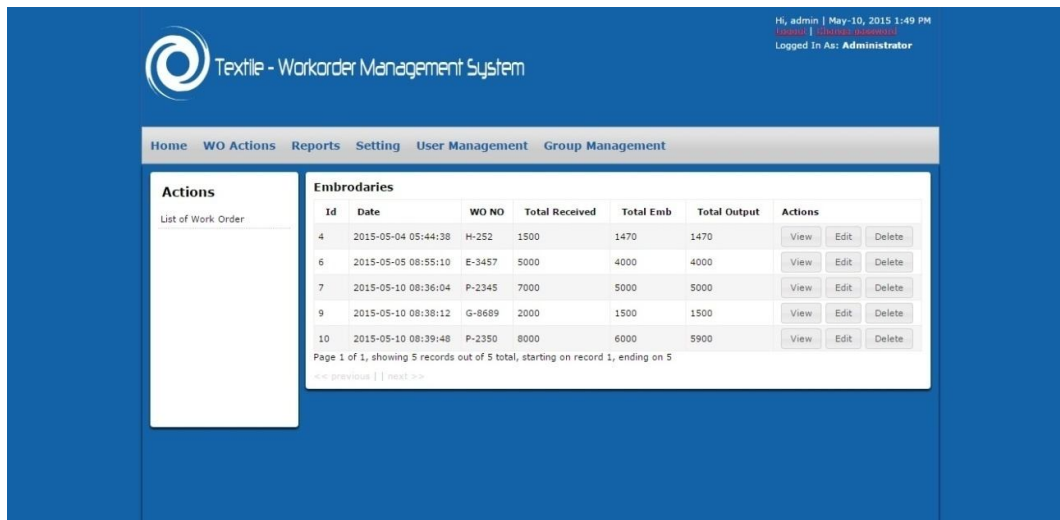 Hi, admin | May-10, 2015 1:49 PM
Logout | Change password
Logged In As: Administrator
Textile - Workorder Management System
Home WO Actions Reports Setting User Management Group Management
Actions
List of Work Order
Embrodaries
Id Date WO NO Total Received Total Emb Total Output Actions
4 2015-05-04 05:44:38 H-252 1500 1470 1470 View Edit Delete
6 2015-05-05 08:55:10 E-3457 5000 4000 4000 View Edit Delete
7 2015-05-10 08:36:04 P-2345 7000 5000 5000 View Edit Delete
9 2015-05-10 08:38:12 G-8689 2000 1500 1500 View Edit Delete
10 2015-05-10 08:39:48 P-2350 8000 6000 5900 View Edit Delete
Page 1 of 1, showing 5 records out of 5 total, starting on record 1, ending on 5
<< previous | | next >>